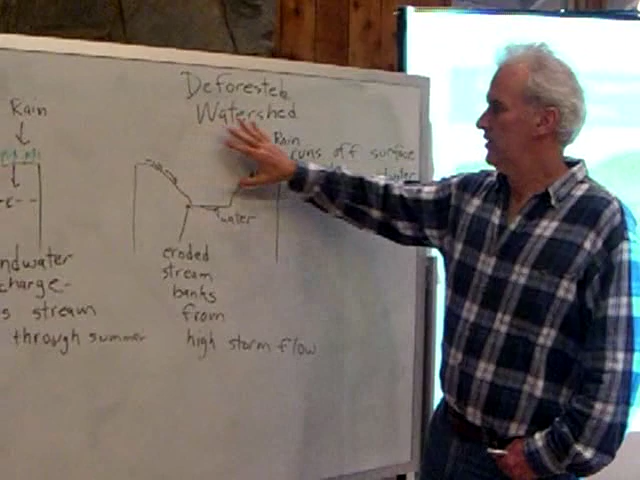 Deforested
Watershed
Rain
Rain
runs off surface
water
water
eroded
stream
banks
from
high storm flow
ndwater
charge-
s stream
through summer